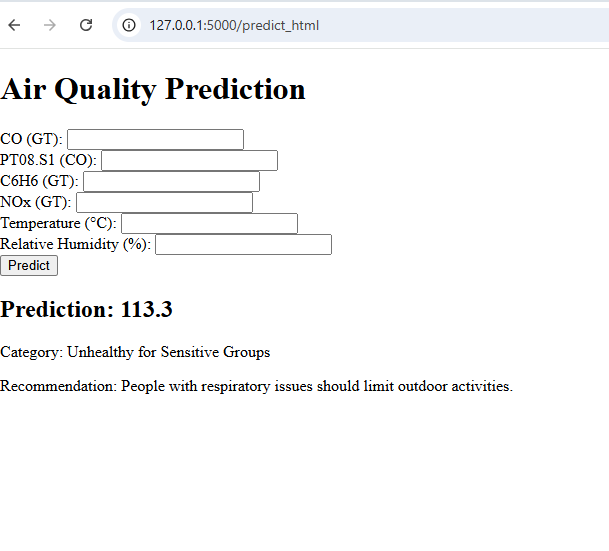 127.0.0.1:5000/predict_html
Air Quality Prediction
CO (GT):
PT08.S1 (CO):
C6H6 (GT):
NOx (GT):
Temperature (°C):
Relative Humidity (%):
Predict
Prediction: 113.3
Category: Unhealthy for Sensitive Groups
Recommendation: People with respiratory issues should limit outdoor activities.